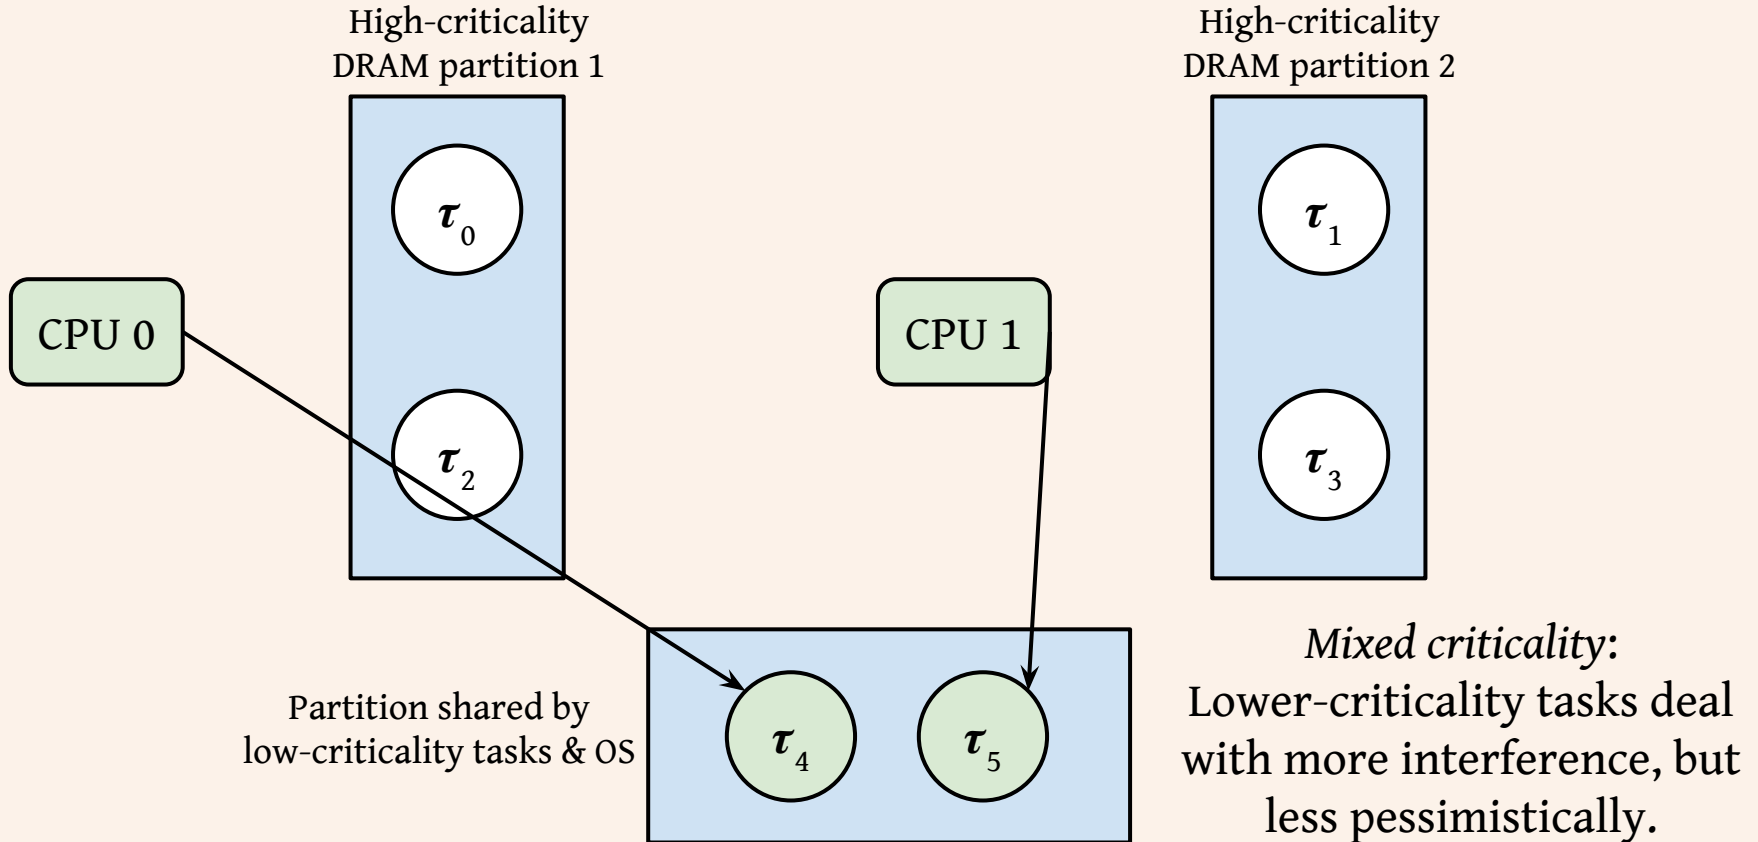 High-criticality
DRAM partition 1
High-criticality
DRAM partition 2
τ0
τ1
CPU 0
CPU 1
τ2
τ3
Partition shared by
low-criticality tasks & OS
τ4
τ5
Mixed criticality:
Lower-criticality tasks deal
with more interference, but
less pessimistically.